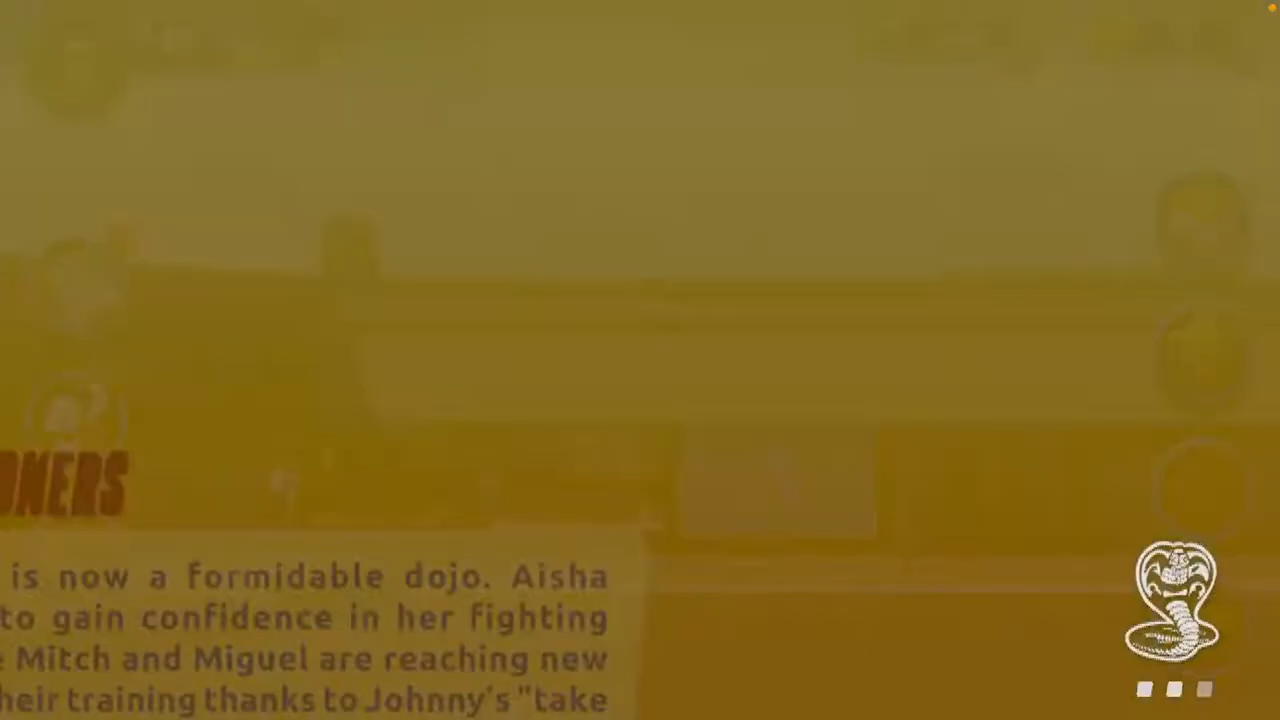 ONERS
is now a formidable dojo. Aisha
to gain confidence in her fighting
Mitch and Miguel are reaching new
heir training thanks to Johnny's "take